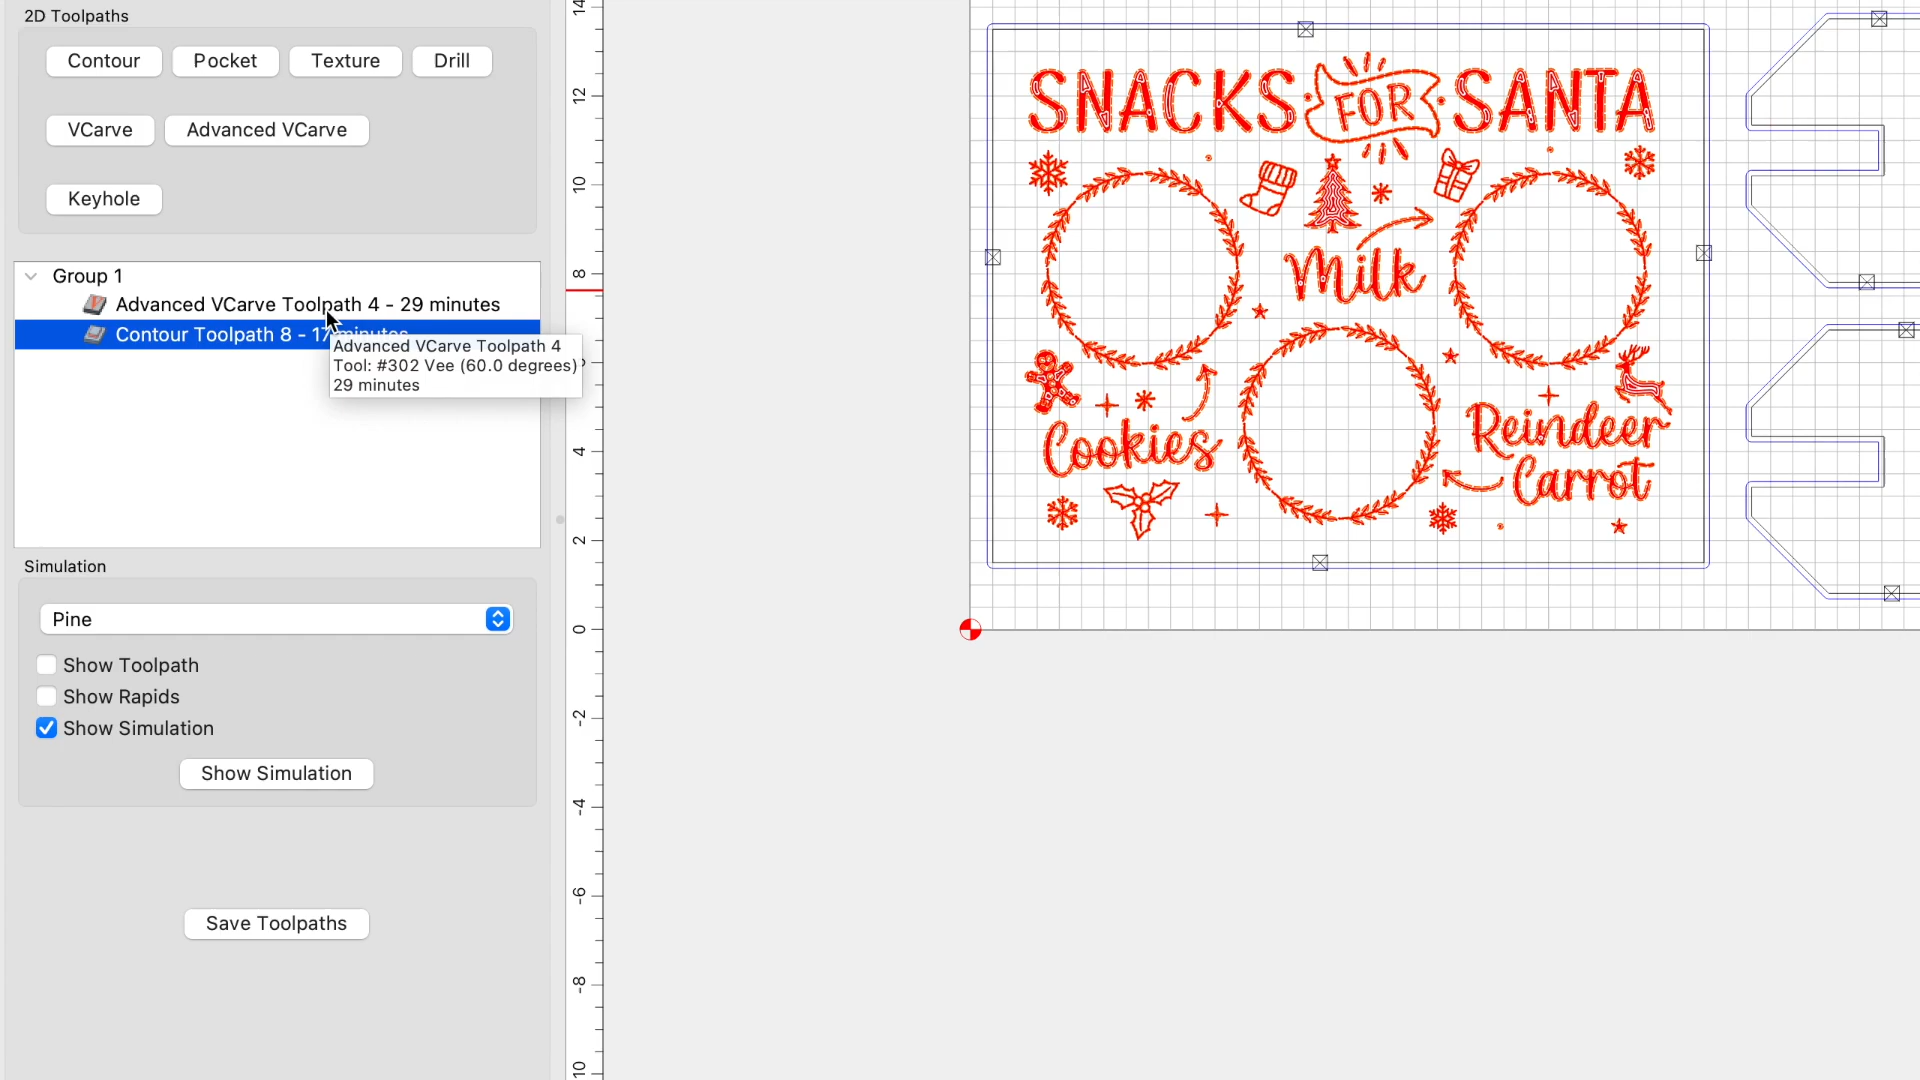 2D Toolpaths
Contour
Pocket
Texture
Drill
VCarve
Advanced VCarve
Keyhole
Group 1
Advanced VCarve Toolpath 4 - 29 minutes
Contour Toolpath 8 - 17 minutes
Advanced VCarve Toolpath 4
Tool: #302 Vee (60.0 degrees)
29 minutes
Simulation
Pine
Show Toolpath
Show Rapids
Show Simulation
Show Simulation
Save Toolpaths
14
12
10
8
4
2
0
-2
-4
-6
-8
10
SNACKS FOR SANTA
Milk
Cookies
Reindeer
Carrot